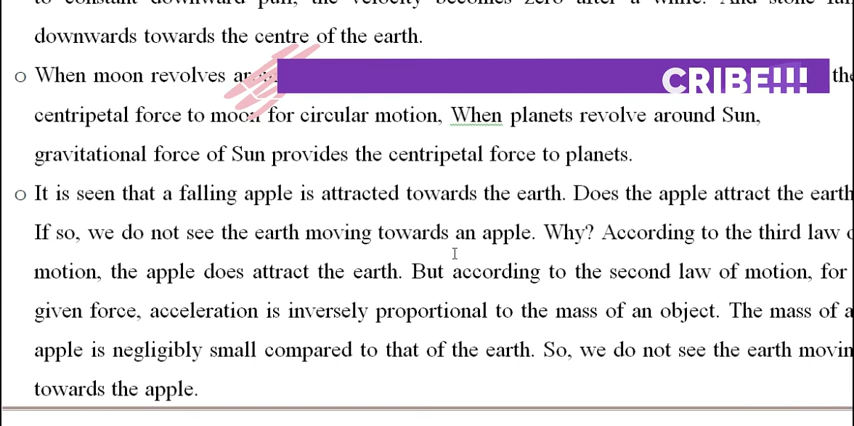 downwards towards the centre of the earth.
o When moon revolves
CRIBE!!!
the
centripetal force to moon for circular motion, When planets revolve around Sun,
gravitational force of Sun provides the centripetal force to planets.
o It is seen that a falling apple is attracted towards the earth. Does the apple attract the earth
If so, we do not see the earth moving towards an apple. Why? According to the third law
motion, the apple does attract the earth. But according to the second law of motion, for
given force, acceleration is inversely proportional to the mass of an object. The mass of a
apple is negligibly small compared to that of the earth. So, we do not see the earth movin
towards the apple.